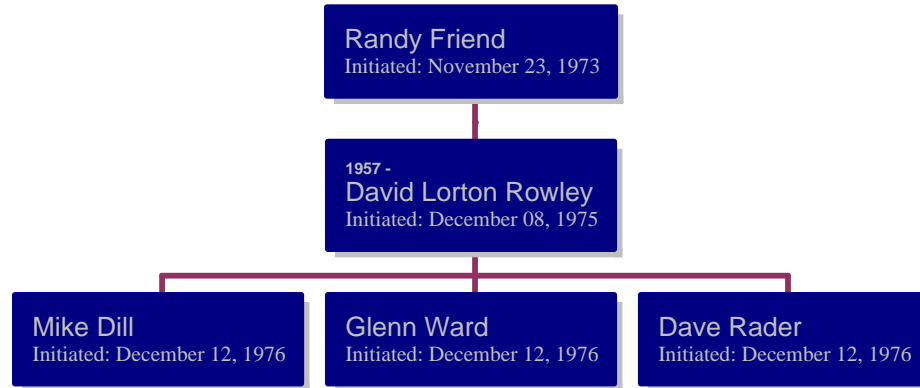 Randy Friend
Initiated: November 23, 1973
1957 -
David Lorton Rowley
Initiated: December 08, 1975
Mike Dill
Initiated: December 12, 1976
Glenn Ward
Initiated: December 12, 1976
Dave Rader
Initiated: December 12, 1976